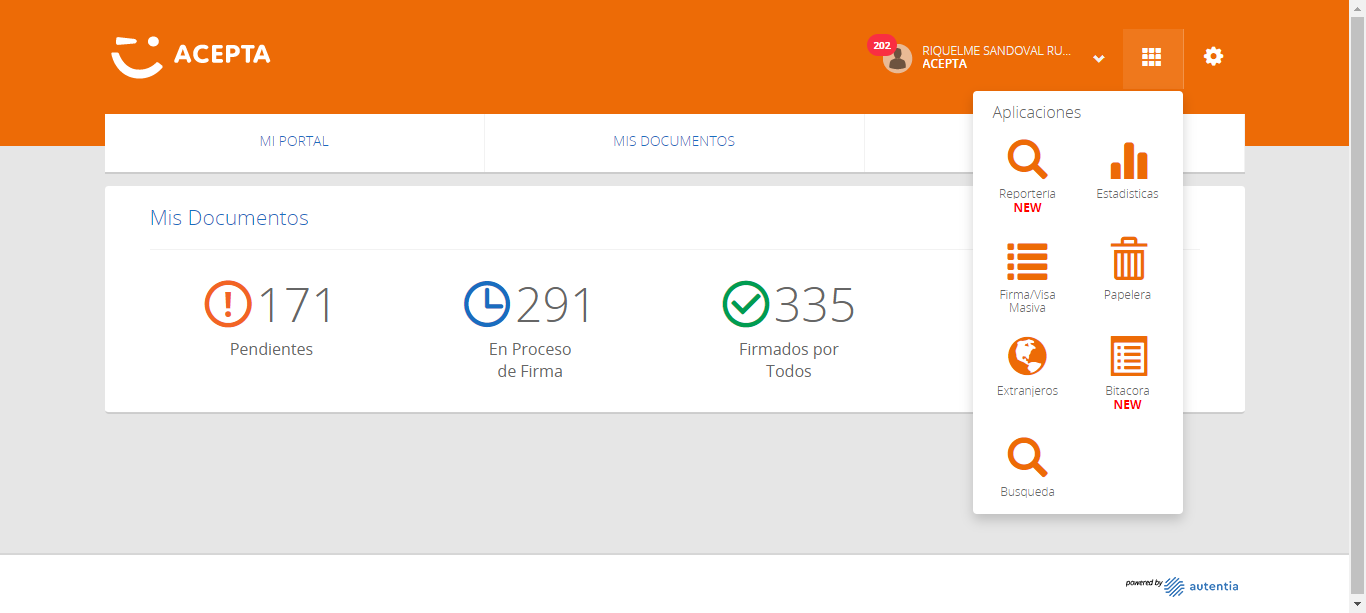 ACEPTA
202
RIQUELME SANDOVAL RU...
ACEPTA
MI PORTAL
MIS DOCUMENTOS
Aplicaciones
Reportería
NEW
Estadisticas
Firma/Visa
Masiva
Papelera
Extranjeros
Bitacora
NEW
Busqueda
Mis Documentos
171
Pendientes
291
En Proceso
de Firma
335
Firmados por
Todos
powered by autentia